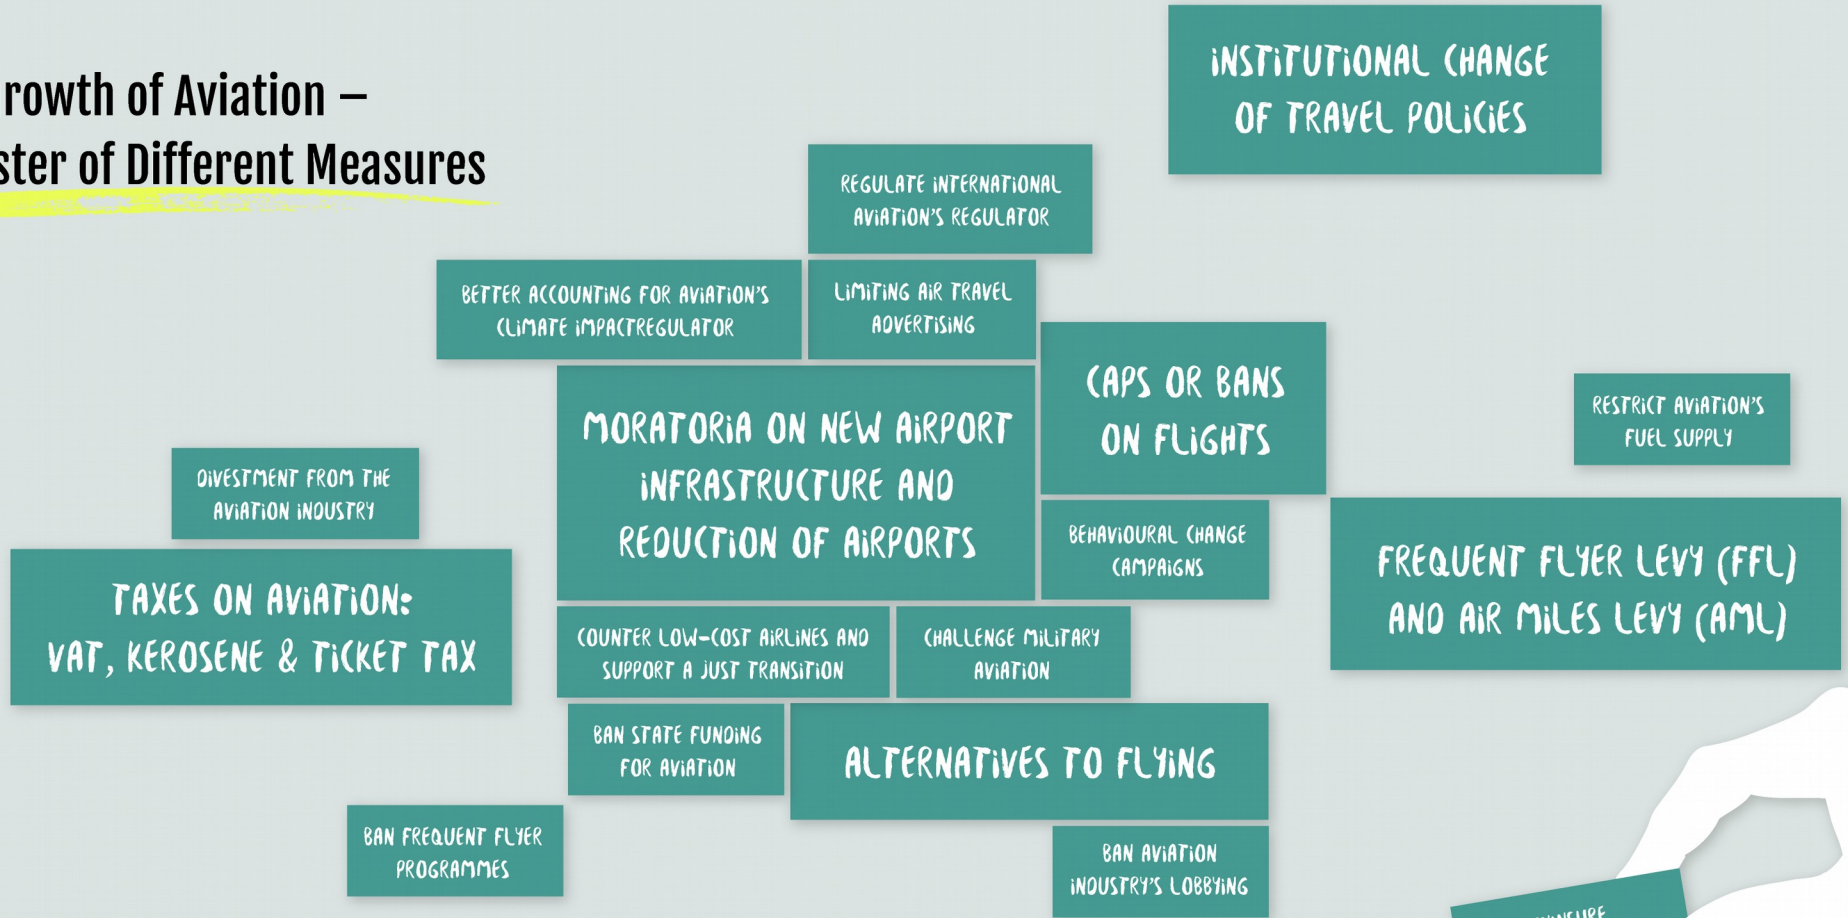 rowth of Aviation –
ster of Different Measures
INSTITUTIONAL CHANGE
OF TRAVEL POLICIES
REGULATE INTERNATIONAL
AVIATION'S REGULATOR
BETTER ACCOUNTING FOR AVIATION'S
CLIMATE IMPACTREGULATOR
LIMITING AIR TRAVEL
ADVERTISING
CAPS OR BANS
ON FLIGHTS
RESTRICT AVIATION'S
FUEL SUPPLY
MORATORIA ON NEW AIRPORT
INFRASTRUCTURE AND
REDUCTION OF AIRPORTS
DIVESTMENT FROM THE
AVIATION INDUSTRY
BEHAVIOURAL CHANGE
CAMPAIGNS
FREQUENT FLYER LEVY (FFL)
AND AIR MILES LEVY (AML)
TAXES ON AVIATION:
VAT, KEROSENE & TICKET TAX
COUNTER LOW-COST AIRLINES AND
SUPPORT A JUST TRANSITION
CHALLENGE MILITARY
AVIATION
BAN STATE FUNDING
FOR AVIATION
ALTERNATIVES TO FLYING
BAN FREQUENT FLYER
PROGRAMMES
BAN AVIATION
INDUSTRY'S LOBBYING